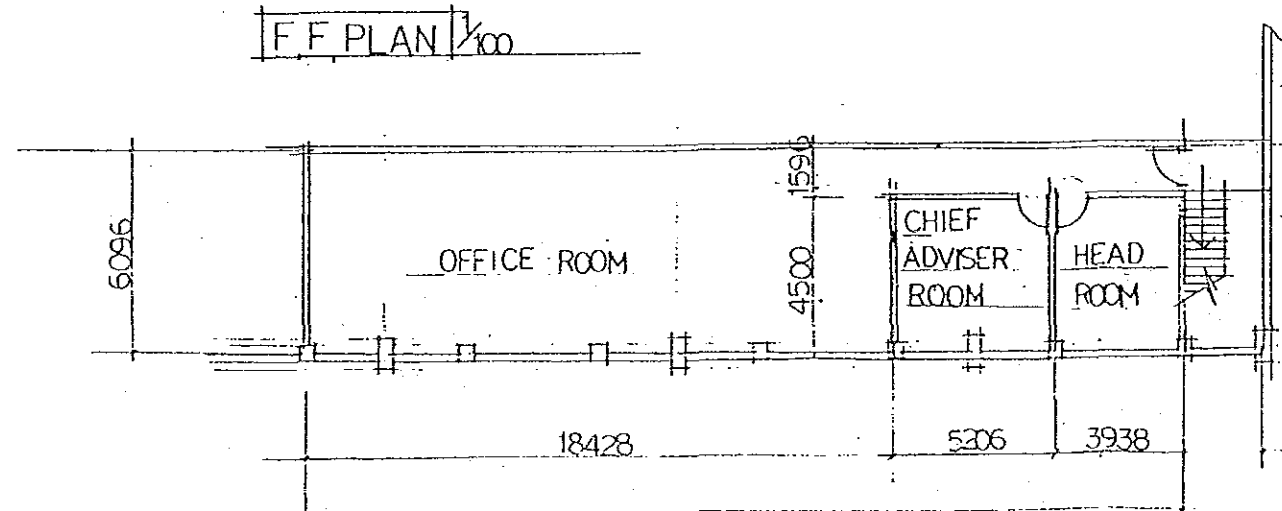 F F PLAN 1/100
6096
1596
4500
OFFICE ROOM
CHIEF
ADVISER
ROOM
HEAD
ROOM
18428
5206
3938